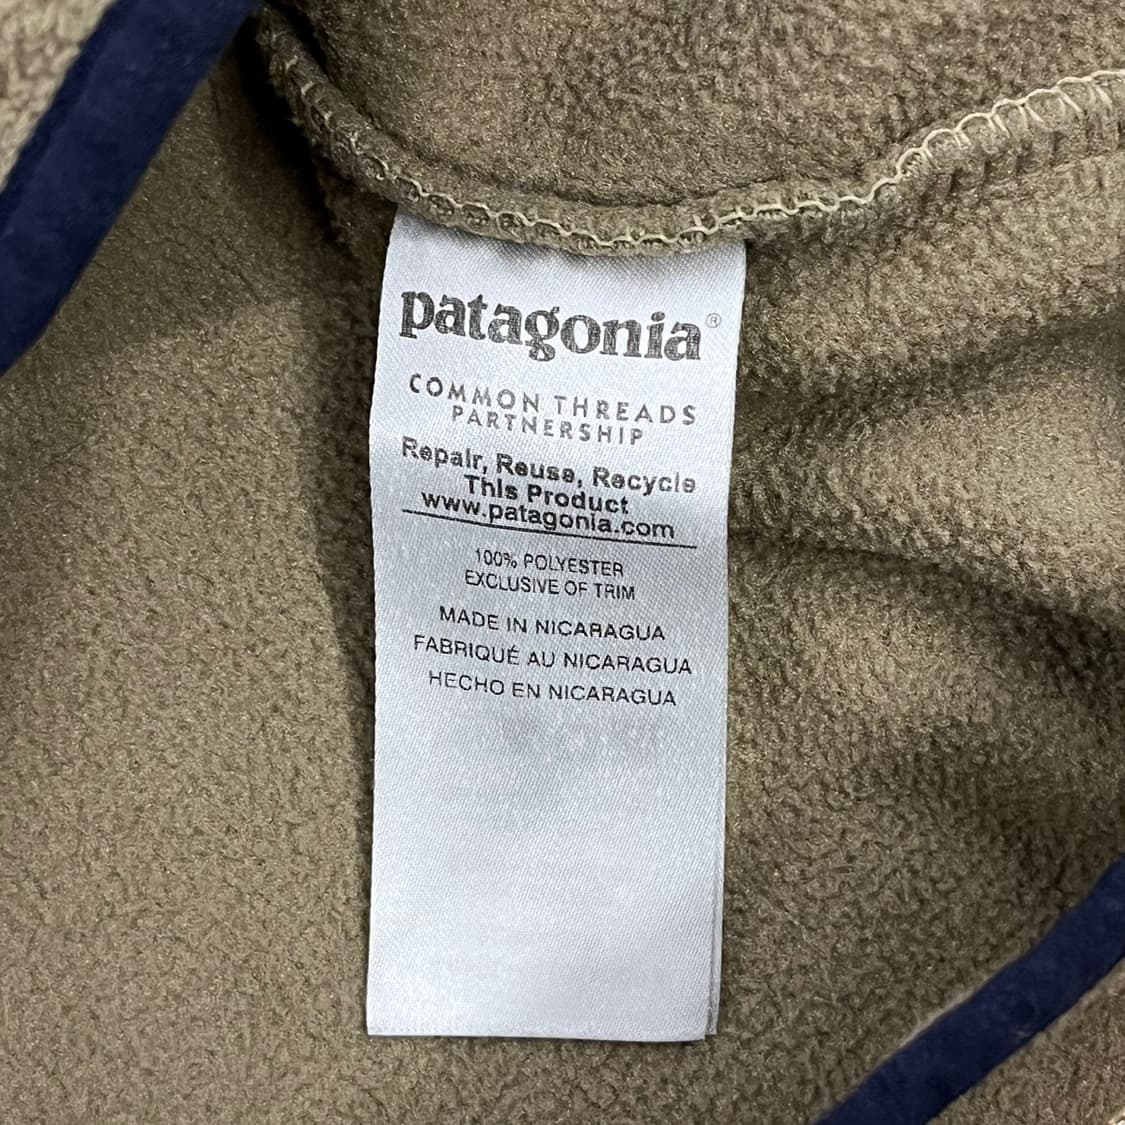 patagonia®
COMMON THREADS
PARTNERSHIP
Repair, Reuse, Recycle
This Product
www.patagonia.com
100% POLYESTER
EXCLUSIVE OF TRIM
MADE IN NICARAGUA
FABRIQUÉ AU NICARAGUA
HECHO EN NICARAGUA